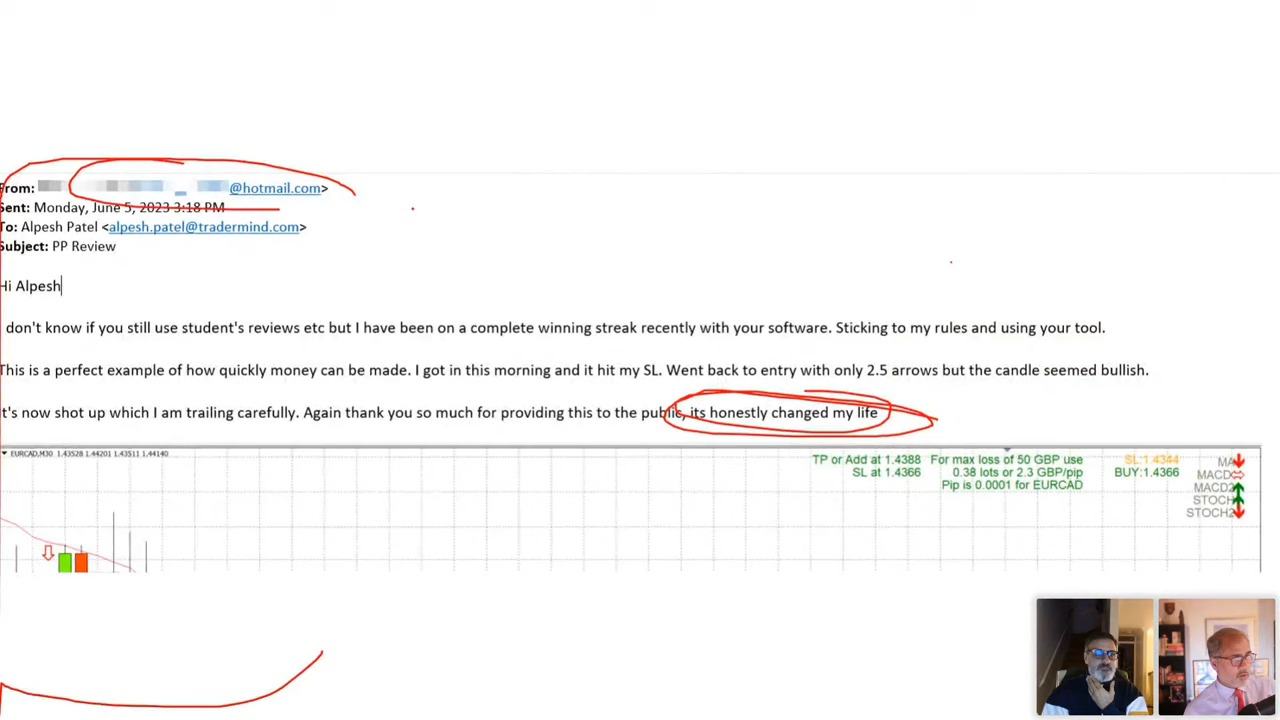 From: @hotmail.com>
Sent: Monday, June 5, 2023 3:18 PM
To: Alpesh Patel <alpesh.patel@tradermind.com>
Subject: PP Review
Hi Alpesh
don't know if you still use student's reviews etc but I have been on a complete winning streak recently with your software. Sticking to my rules and using your tool.
This is a perfect example of how quickly money can be made. I got in this morning and it hit my SL. Went back to entry with only 2.5 arrows but the candle seemed bullish.
t's now shot up which I am trailing carefully. Again thank you so much for providing this to the public, its honestly changed my life
EURCAD,M30 1.43528 1.44201 1.43511 1.44140
TP or Add at 1.4388 For max loss of 50 GBP use SL:1.4344 MA
SL at 1.4366 0.38 lots or 2.3 GBP/pip BUY:1.4366 MACD
Pip is 0.0001 for EURCAD MACD2
STOCH
STOCH2